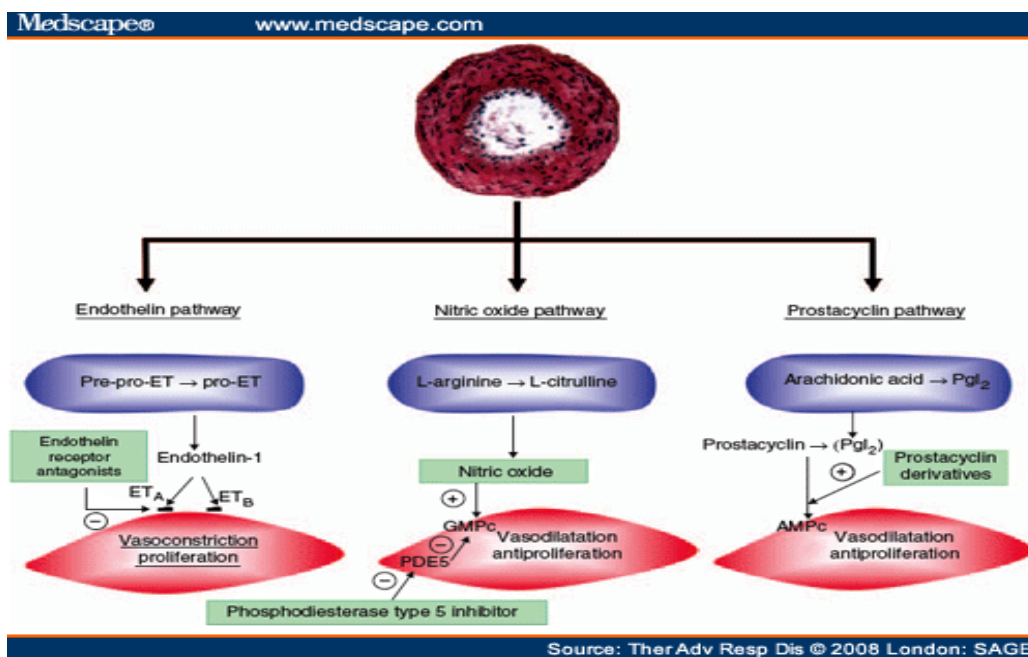 Medscape® www.medscape.com
Endothelin pathway
Nitric oxide pathway
Prostacyclin pathway
Pre-pro-ET → pro-ET
L-arginine → L-citrulline
Arachidonic acid → PgI₂
Endothelin
receptor
antagonists
Endothelin-1
ET_A
ET_B
−
Vasoconstriction
proliferation
Nitric oxide
+
GMPc
−
PDE5
−
Vasodilatation
antiproliferation
Phosphodiesterase type 5 inhibitor
Prostacyclin → (PgI₂)
+
Prostacyclin
derivatives
AMPc
Vasodilatation
antiproliferation
Source: Ther Adv Resp Dis © 2008 London: SAGE